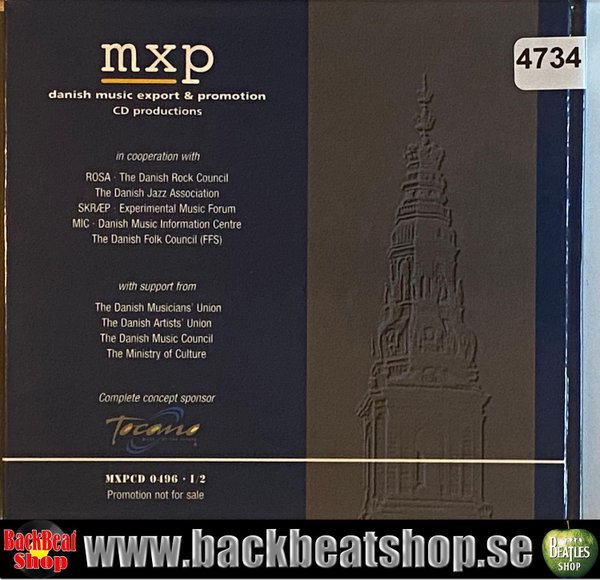 mxp
danish music export & promotion
CD productions
in cooperation with
ROSA · The Danish Rock Council
The Danish Jazz Association
SKRÆP · Experimental Music Forum
MIC · Danish Music Information Centre
The Danish Folk Council (FFS)
with support from
The Danish Musicians' Union
The Danish Artists' Union
The Danish Music Council
The Ministry of Culture
Complete concept sponsor
Tocano
MXPCD 0496 · 1/2
Promotion not for sale
4734
BackBeat
Shop
www.backbeatshop.se
BEATLES
SHOP